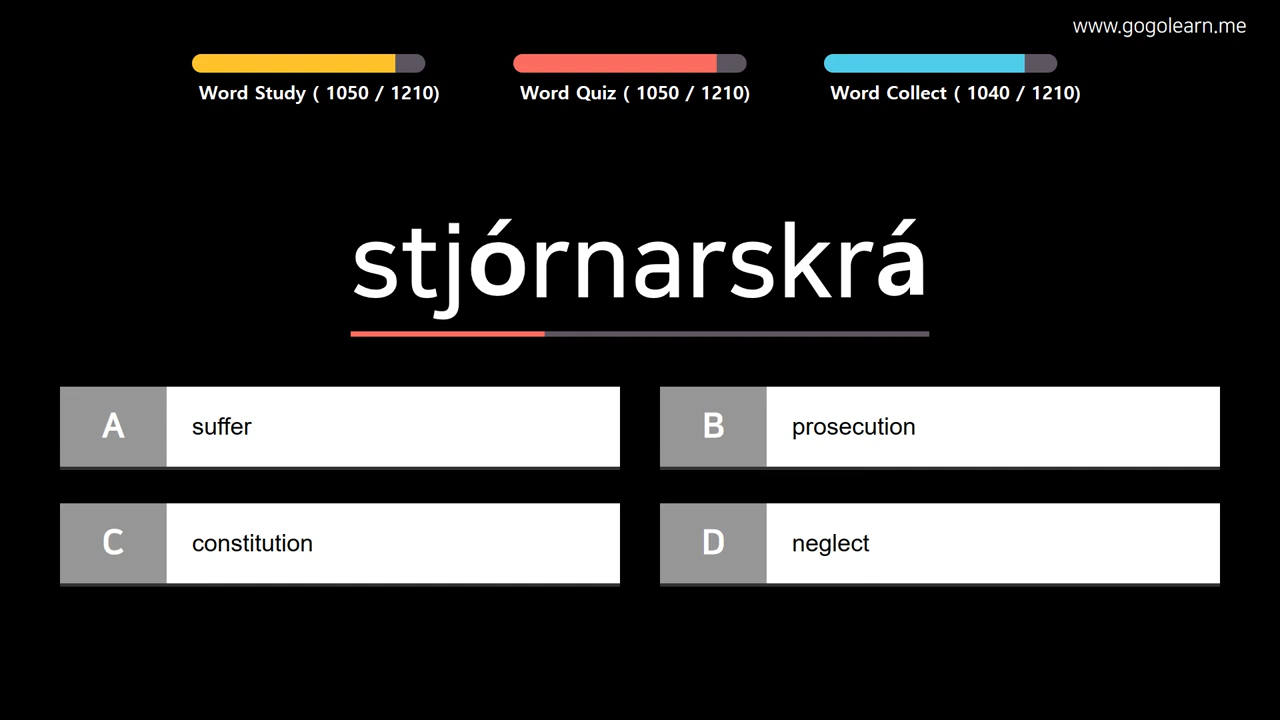 www.gogolearn.me
Word Study ( 1050 / 1210)
Word Quiz ( 1050 / 1210)
Word Collect ( 1040 / 1210)
stjórnarskrá
A suffer
B prosecution
C constitution
D neglect